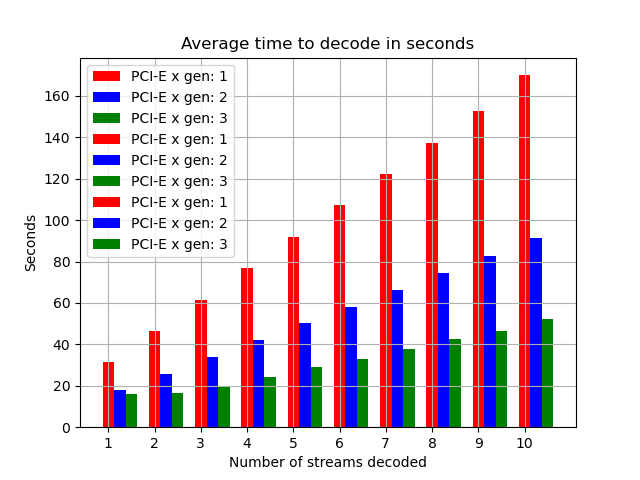 Average time to decode in seconds
PCI-E x gen: 1
PCI-E x gen: 2
PCI-E x gen: 3
PCI-E x gen: 1
PCI-E x gen: 2
PCI-E x gen: 3
PCI-E x gen: 1
PCI-E x gen: 2
PCI-E x gen: 3
Seconds
160
140
120
100
80
60
40
20
0
1 2 3 4 5 6 7 8 9 10
Number of streams decoded